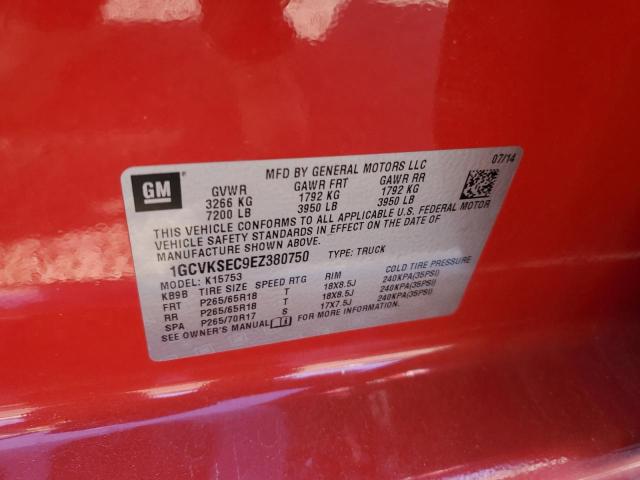 GM
MFD BY GENERAL MOTORS LLC 07/14
GVWR GAWR FRT GAWR RR
3266 KG 1792 KG 1792 KG
7200 LB 3950 LB 3950 LB
THIS VEHICLE CONFORMS TO ALL APPLICABLE U.S. FEDERAL MOTOR
VEHICLE SAFETY STANDARDS IN EFFECT ON THE DATE OF
MANUFACTURE SHOWN ABOVE.
1GCVKSEC9EZ380750 TYPE: TRUCK
MODEL: K15753
KB9B TIRE SIZE SPEED RTG RIM COLD TIRE PRESSURE
FRT P265/65R18 T 18X8.5J 240KPA(35PSI)
RR P265/65R18 T 18X8.5J 240KPA(35PSI)
SPA P265/70R17 S 17X7.5J 240KPA(35PSI)
SEE OWNER'S MANUAL FOR MORE INFORMATION.